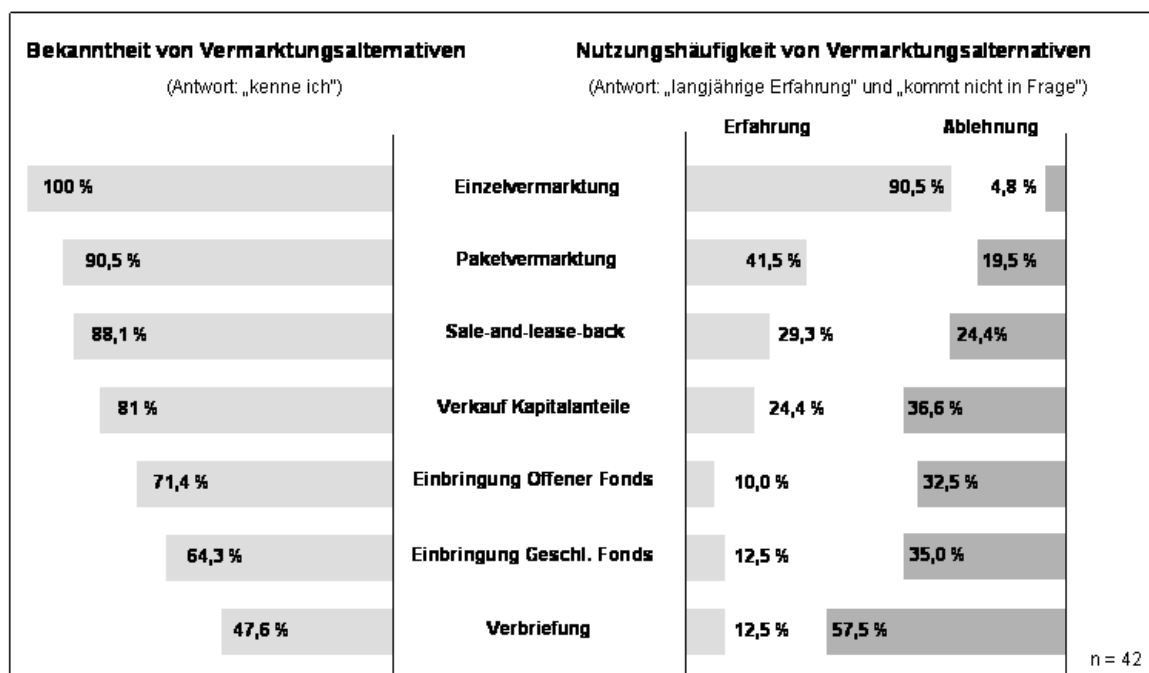 Bekanntheit von Vermarktungsalternativen
(Antwort: „kenne ich")
Nutzungshäufigkeit von Vermarktungsalternativen
(Antwort: „langjährige Erfahrung" und „kommt nicht in Frage")
Erfahrung Ablehnung
100 % Einzelvermarktung 90,5 % 4,8 %
90,5 % Paketvermarktung 41,5 % 19,5 %
88,1 % Sale-and-lease-back 29,3 % 24,4%
81 % Verkauf Kapitalanteile 24,4 % 36,6 %
71,4 % Einbringung Offener Fonds 10,0 % 32,5 %
64,3 % Einbringung Geschl. Fonds 12,5 % 35,0 %
47,6 % Verbriefung 12,5 % 57,5 %
n = 42